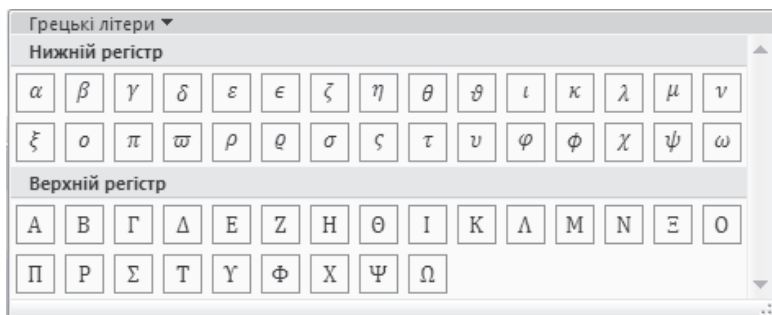 Грецькі літери
Нижній регістр
α β γ δ ε ϵ ζ η θ ϑ ι κ λ μ ν
ξ ο π ϖ ρ ϱ σ ς τ υ φ ϕ χ ψ ω
Верхній регістр
Α Β Γ Δ Ε Ζ Η Θ Ι Κ Λ Μ Ν Ξ Ο
Π Ρ Σ Τ Υ Φ Χ Ψ Ω